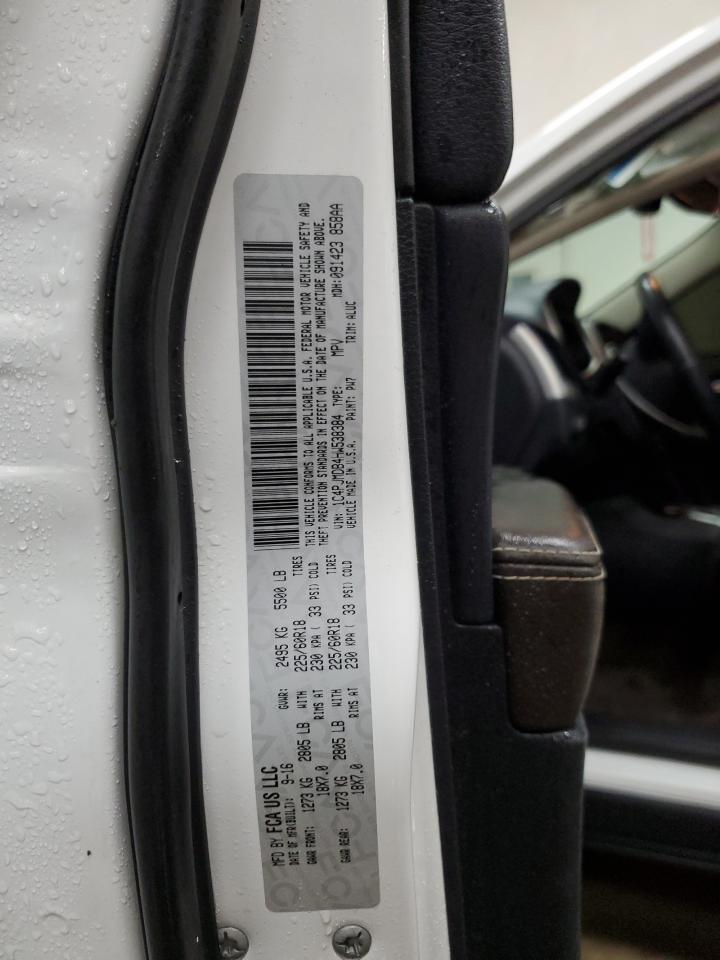 MFD BY FCA US LLC
DATE OF MFR(BUILT): 9-16 GVWR: 2495 KG 5500 LB
GAWR FRONT: WITH TIRES
1273 KG 2805 LB 225/60R18
RIMS AT
18X7.0 230 KPA ( 33 PSI) COLD
GAWR REAR: WITH TIRES
1273 KG 2805 LB 225/60R18
RIMS AT
18X7.0 230 KPA ( 33 PSI) COLD
THIS VEHICLE CONFORMS TO ALL APPLICABLE U.S.A. FEDERAL MOTOR VEHICLE SAFETY AND
THEFT PREVENTION STANDARDS IN EFFECT ON THE DATE OF MANUFACTURE SHOWN ABOVE.
VIN: 1C4PJMDB4HW538384 TYPE: MPV MDH:091423 858AA
VEHICLE MADE IN U.S.A. PAINT: PW7 TRIM: ALUC